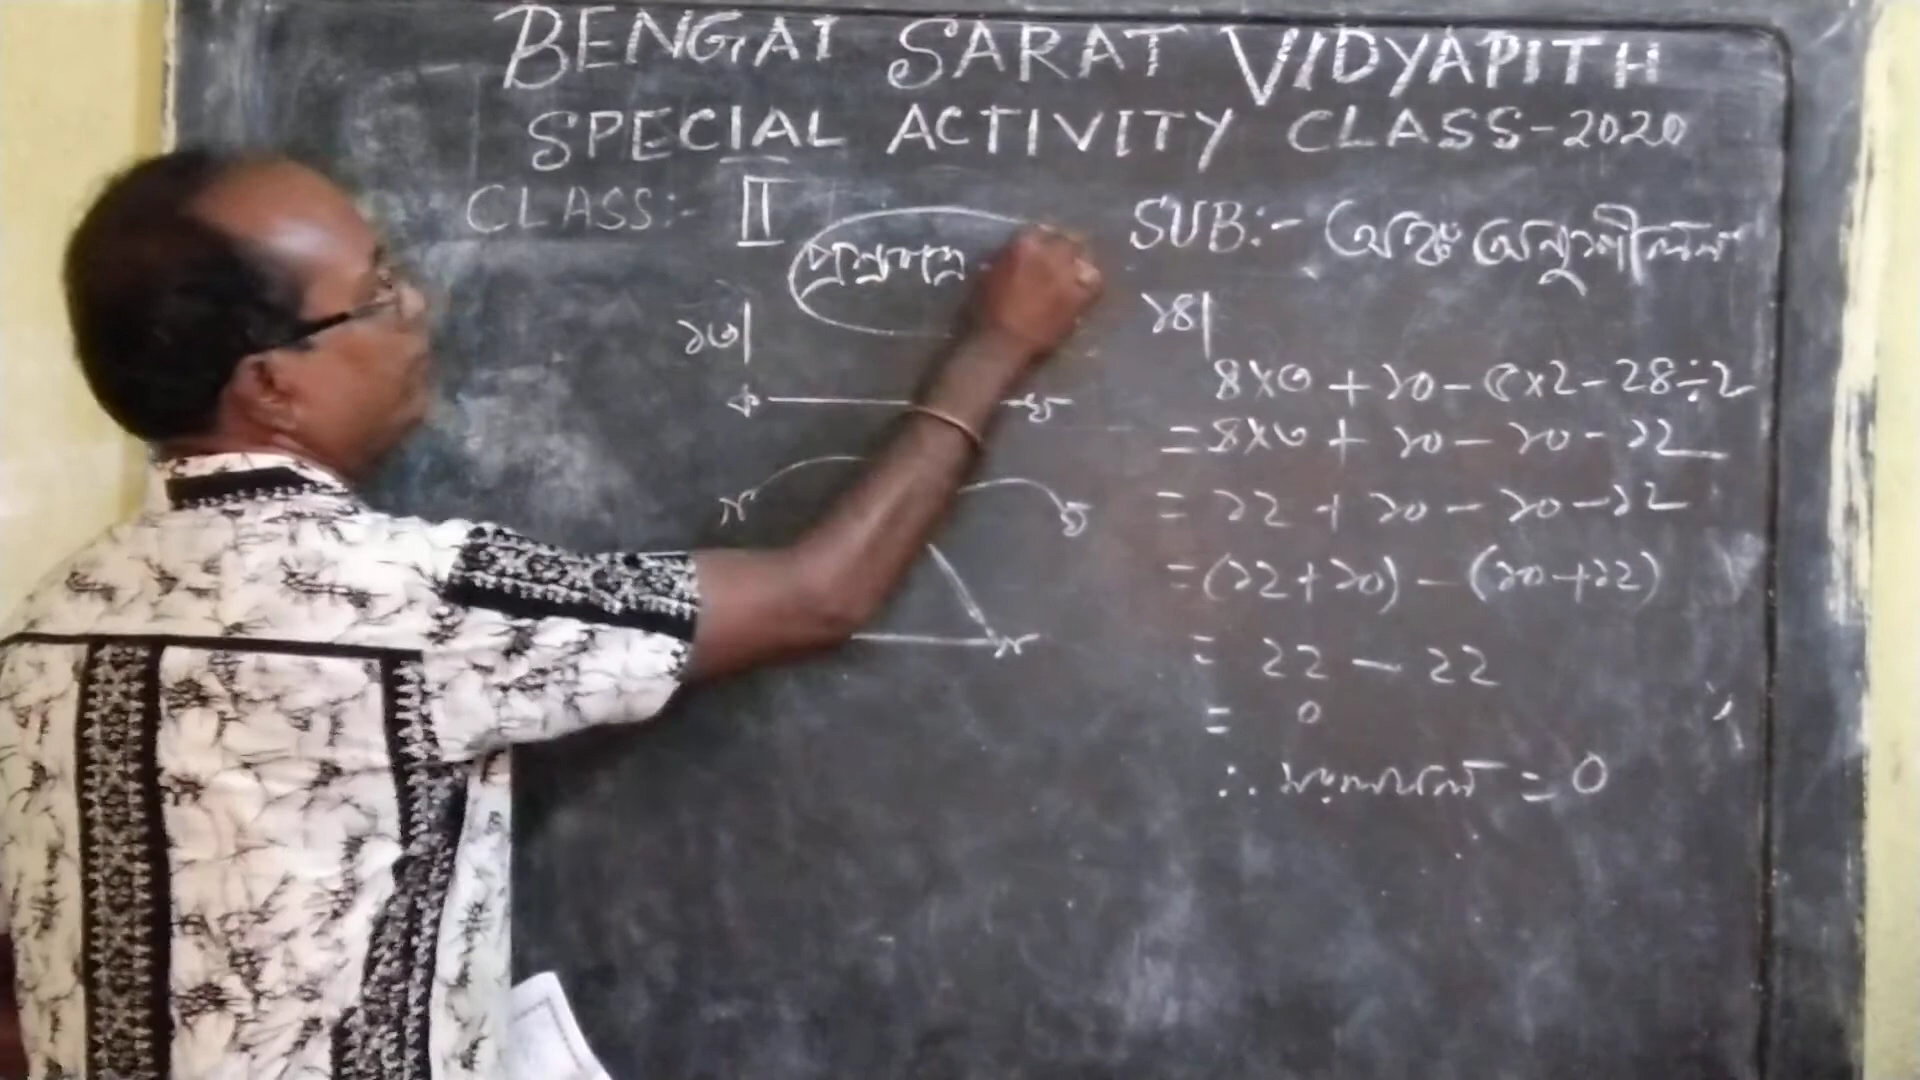 BENGAI SARAT VIDYAPITH
SPECIAL ACTIVITY CLASS-2020
CLASS:- II
SUB:- অঙ্ক অনুশীলন
প্রশ্নপত্র
১৩|
ক খ
গ
১৪|
৪×৩ + ১০ - ৫×২ - ২৪÷২
= ৪×৩ + ১০ - ১০ - ১২
= ১২ + ১০ - ১০ - ১২
= (১২ + ১০) - (১০ + ১২)
= ২২ - ২২
= ০
= ০